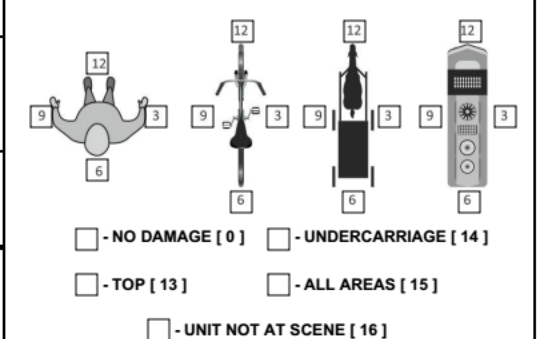 12 12 12 12
9 3 9 3 9 3 9 3
6 6 6 6
- NO DAMAGE [ 0 ] - UNDERCARRIAGE [ 14 ]
- TOP [ 13 ] - ALL AREAS [ 15 ]
- UNIT NOT AT SCENE [ 16 ]